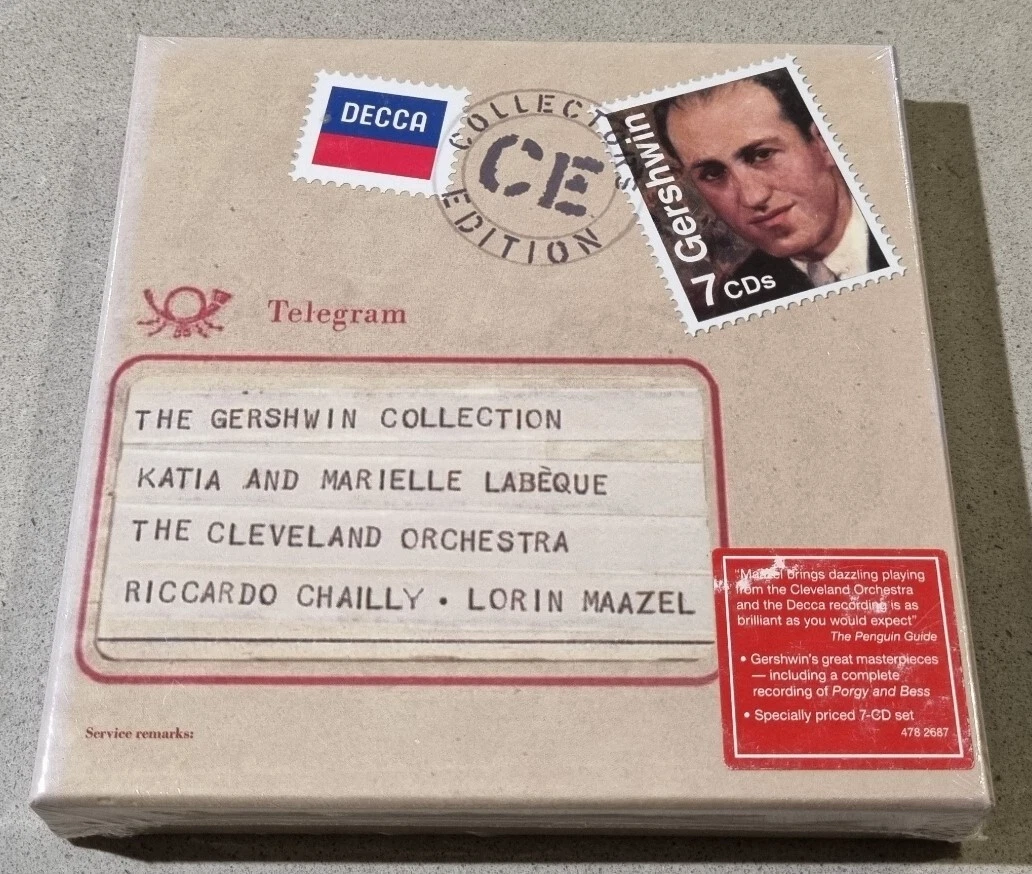 DECCA
COLLECTORS
CE
EDITION
Gershwin
7 CDs
Telegram
THE GERSHWIN COLLECTION
KATIA AND MARIELLE LABÈQUE
THE CLEVELAND ORCHESTRA
RICCARDO CHAILLY • LORIN MAAZEL
"Maazel brings dazzling playing
from the Cleveland Orchestra
and the Decca recording is as
brilliant as you would expect"
The Penguin Guide
• Gershwin's great masterpieces
— including a complete
recording of Porgy and Bess
• Specially priced 7-CD set
478 2687
Service remarks: